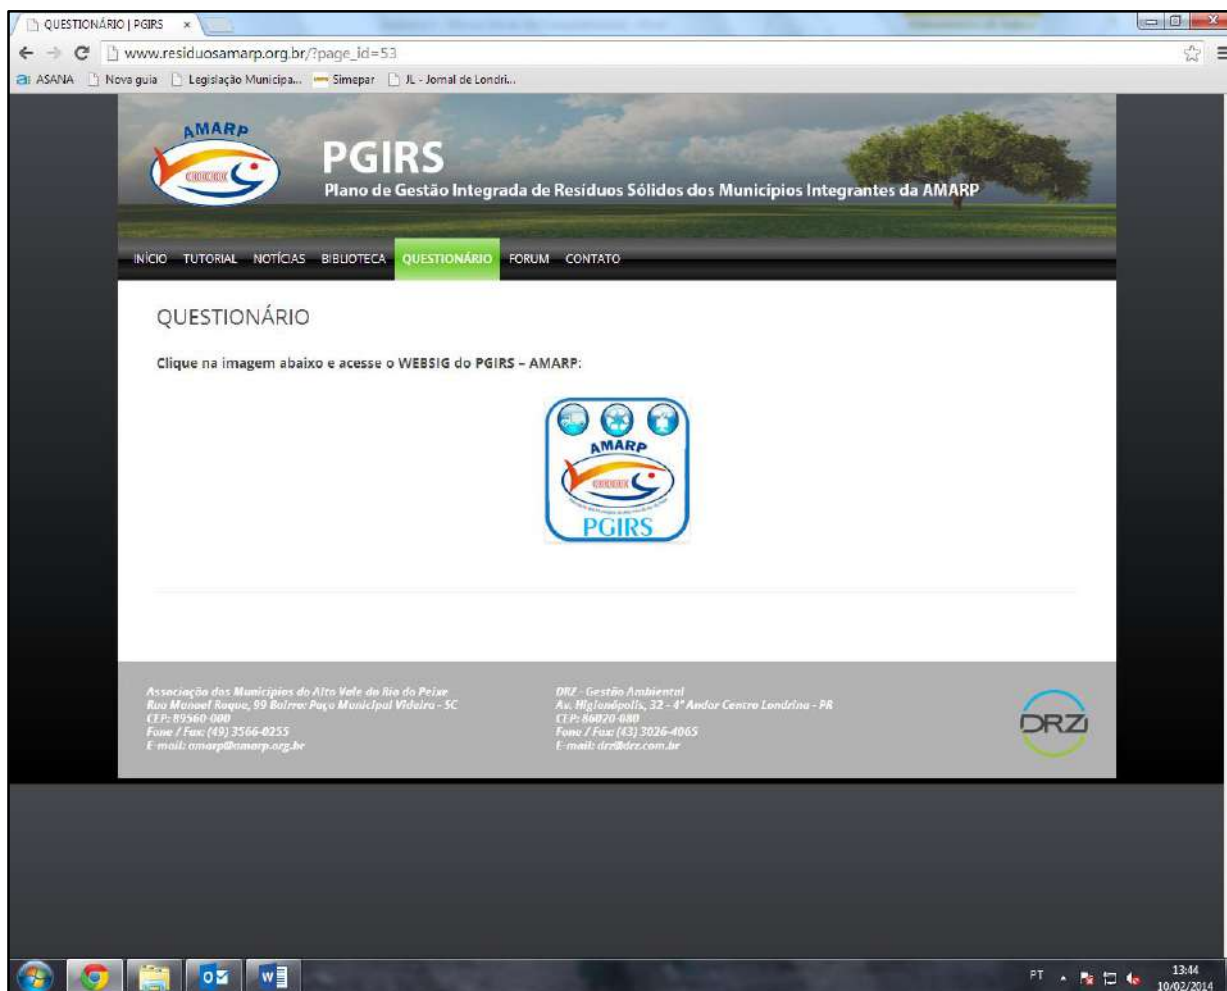 QUESTIONÁRIO | PGIRS
www.residuosamarp.org.br/?page_id=53
ASANA Nova guia Legislação Municipa... Simepar JL - Jornal de Londri...
AMARP
PGIRS
Plano de Gestão Integrada de Resíduos Sólidos dos Municípios Integrantes da AMARP
INÍCIO TUTORIAL NOTÍCIAS BIBLIOTECA QUESTIONÁRIO FORUM CONTATO
QUESTIONÁRIO
Clique na imagem abaixo e acesse o WEBSIG do PGIRS – AMARP:
AMARP
PGIRS
Associação dos Municípios do Alto Vale do Rio do Peixe
Rua Manoel Roque, 99 Bairro: Paço Municipal Videira - SC
CEP: 89560-000
Fone / Fax: (49) 3566-0255
E-mail: amarp@amarp.org.br
DRZ - Gestão Ambiental
Av. Higienópolis, 32 - 4° Andar Centro Londrina - PR
CEP: 86020-080
Fone / Fax: (43) 3026-4065
E-mail: drz@drz.com.br
DRZ
PT
13:44
10/02/2014